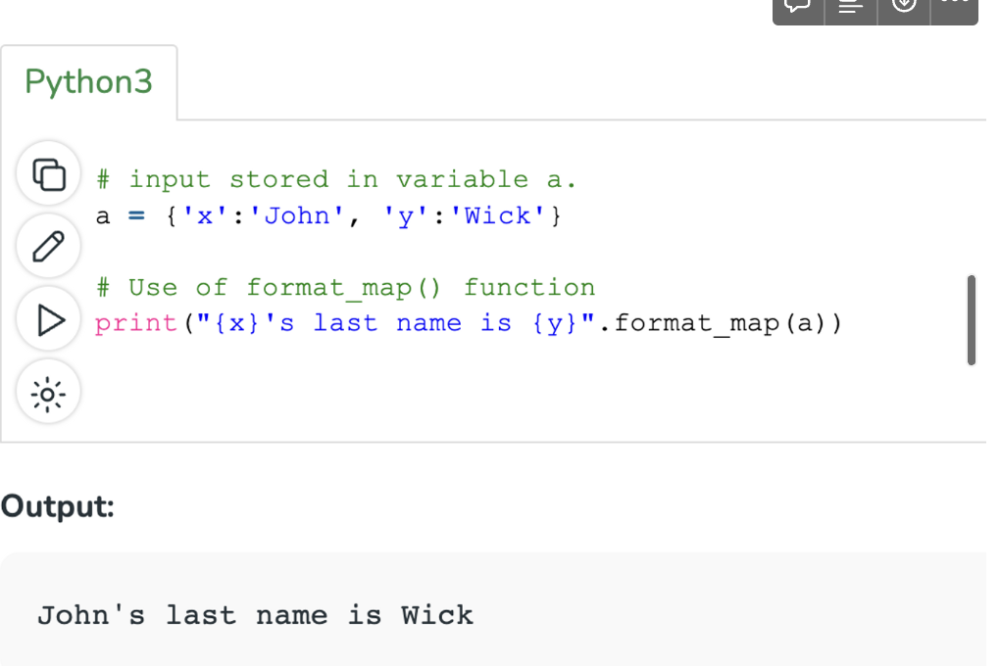 Python3
# input stored in variable a.
a = {'x':'John', 'y':'Wick'}
# Use of format_map() function
print("{x}'s last name is {y}".format_map(a))
Output:
John's last name is Wick